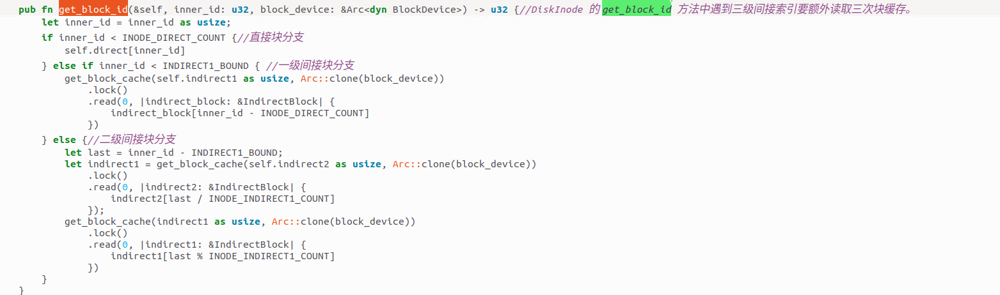 pub fn get_block_id(&self, inner_id: u32, block_device: &Arc<dyn BlockDevice>) -> u32 {//DiskInode 的 get_block_id 方法中遇到三级间接索引要额外读取三次块缓存。
    let inner_id = inner_id as usize;
    if inner_id < INODE_DIRECT_COUNT {//直接块分支
        self.direct[inner_id]
    } else if inner_id < INDIRECT1_BOUND { //一级间接块分支
        get_block_cache(self.indirect1 as usize, Arc::clone(block_device))
            .lock()
            .read(0, |indirect_block: &IndirectBlock| {
                indirect_block[inner_id - INODE_DIRECT_COUNT]
            })
    } else {//二级间接块分支
        let last = inner_id - INDIRECT1_BOUND;
        let indirect1 = get_block_cache(self.indirect2 as usize, Arc::clone(block_device))
            .lock()
            .read(0, |indirect2: &IndirectBlock| {
                indirect2[last / INODE_INDIRECT1_COUNT]
            });
        get_block_cache(indirect1 as usize, Arc::clone(block_device))
            .lock()
            .read(0, |indirect1: &IndirectBlock| {
                indirect1[last % INODE_INDIRECT1_COUNT]
            })
    }
}